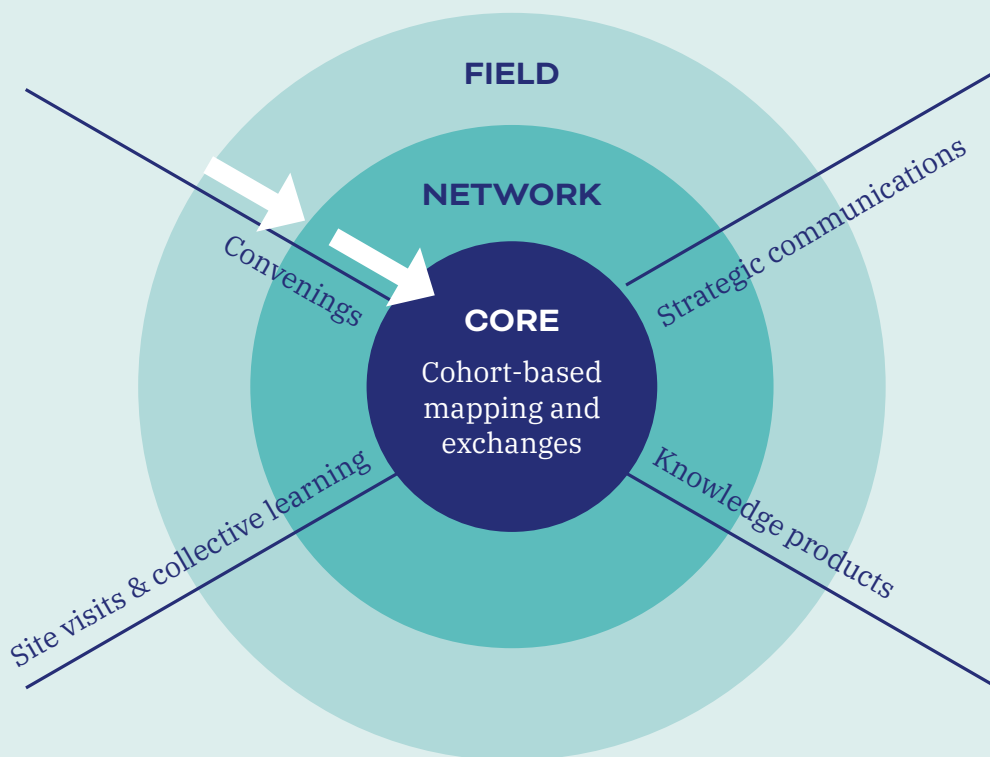 FIELD
NETWORK
Convenings
Strategic communications
CORE
Cohort-based
mapping and
exchanges
Site visits & collective learning
Knowledge products